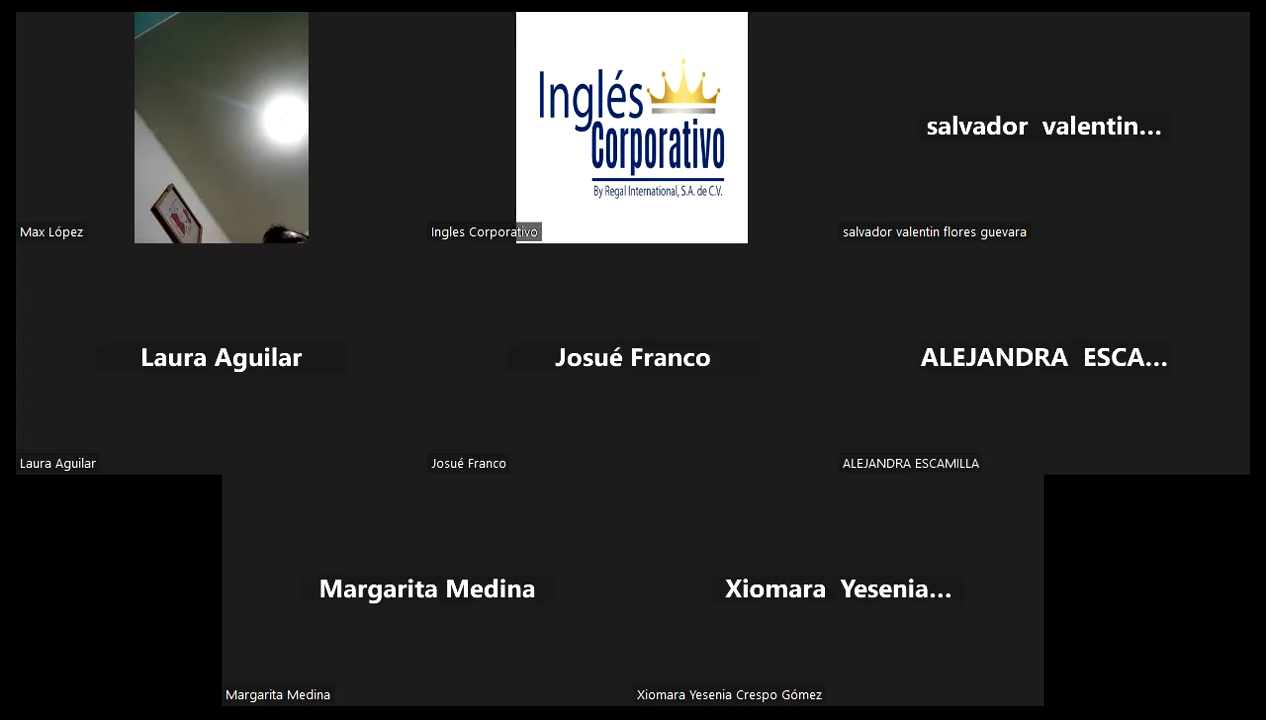 Inglés
Corporativo
By Regal International, S.A. de C.V.
salvador valentin...
Max López
Ingles Corporativo
salvador valentin flores guevara
Laura Aguilar
Josué Franco
ALEJANDRA ESCA...
Laura Aguilar
Josué Franco
ALEJANDRA ESCAMILLA
Margarita Medina
Xiomara Yesenia...
Margarita Medina
Xiomara Yesenia Crespo Gómez